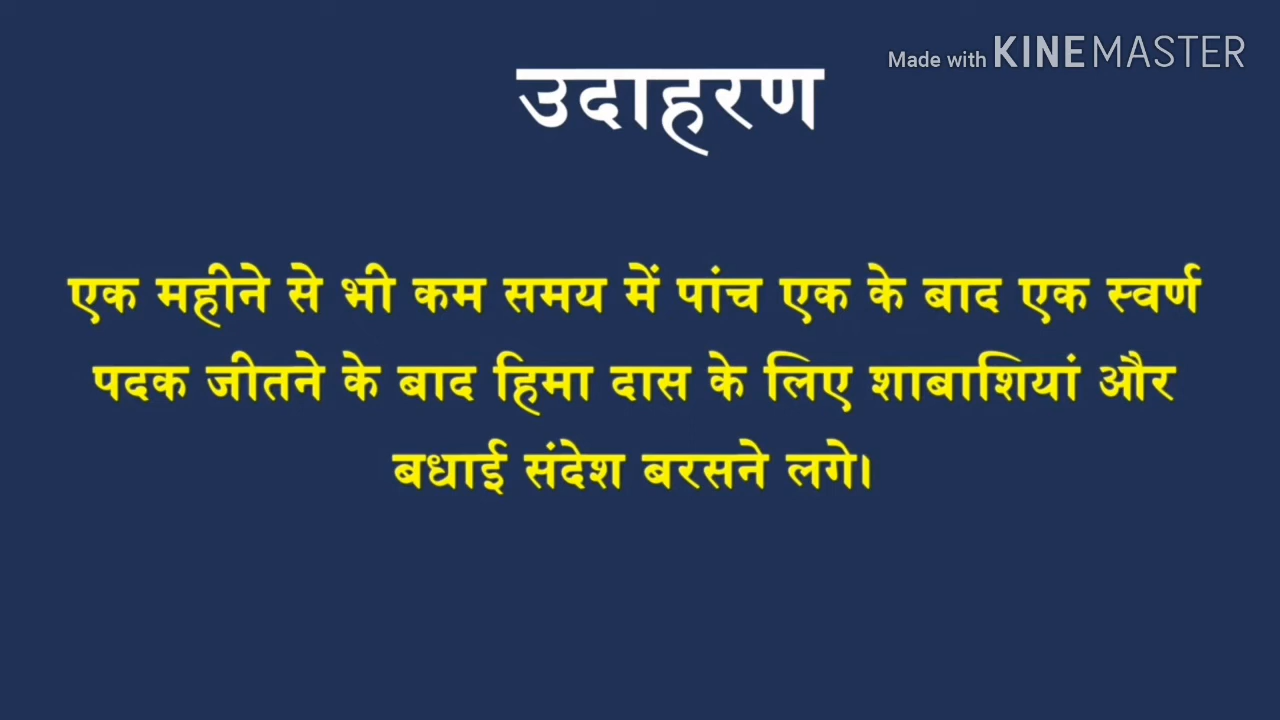 Made with KINEMASTER
उदाहरण
एक महीने से भी कम समय में पांच एक के बाद एक स्वर्ण
पदक जीतने के बाद हिमा दास के लिए शाबाशियां और
बधाई संदेश बरसने लगे।